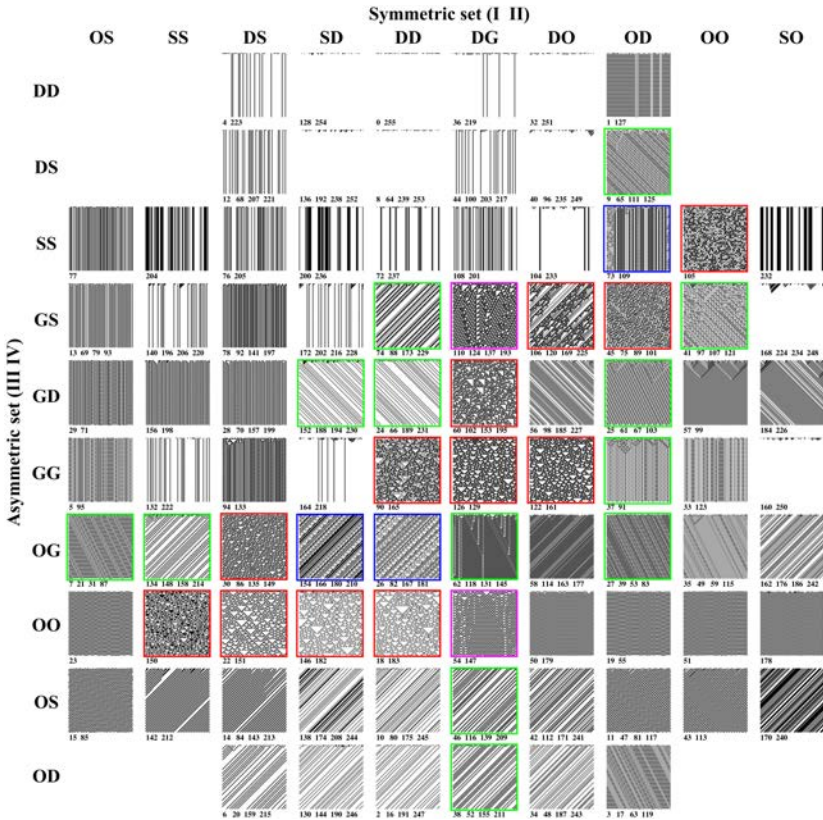 Symmetric set (I II)
OS SS DS SD DD DG DO OD OO SO
Asymmetric set (III IV)
DD
4 223 128 254 0 255 36 219 32 251 1 127
DS
12 68 207 221 136 192 238 252 8 64 239 253 44 100 203 217 40 96 235 249 9 65 111 125
SS
77 204 76 205 200 236 72 237 108 201 104 233 73 109 105 232
GS
13 69 79 93 140 196 206 220 78 92 141 197 172 202 216 228 74 88 173 229 110 124 137 193 106 120 169 225 45 75 89 101 41 97 107 121 168 224 234 248
GD
29 71 156 198 28 70 157 199 152 188 194 230 24 66 189 231 60 102 153 195 56 98 185 227 25 61 67 103 57 99 184 226
GG
5 95 132 222 94 133 164 218 90 165 126 129 122 161 37 91 33 123 160 250
OG
7 21 31 87 134 148 158 214 30 86 135 149 154 166 180 210 26 82 167 181 62 118 131 145 58 114 163 177 27 39 53 83 35 49 59 115 162 176 186 242
OO
23 150 22 151 146 182 18 183 54 147 50 179 19 55 51 178
OS
15 85 142 212 14 84 143 213 138 174 208 244 10 80 175 245 46 116 139 209 42 112 171 241 11 47 81 117 43 113 170 240
OD
6 20 159 215 130 144 190 246 2 16 191 247 38 52 155 211 34 48 187 243 3 17 63 119